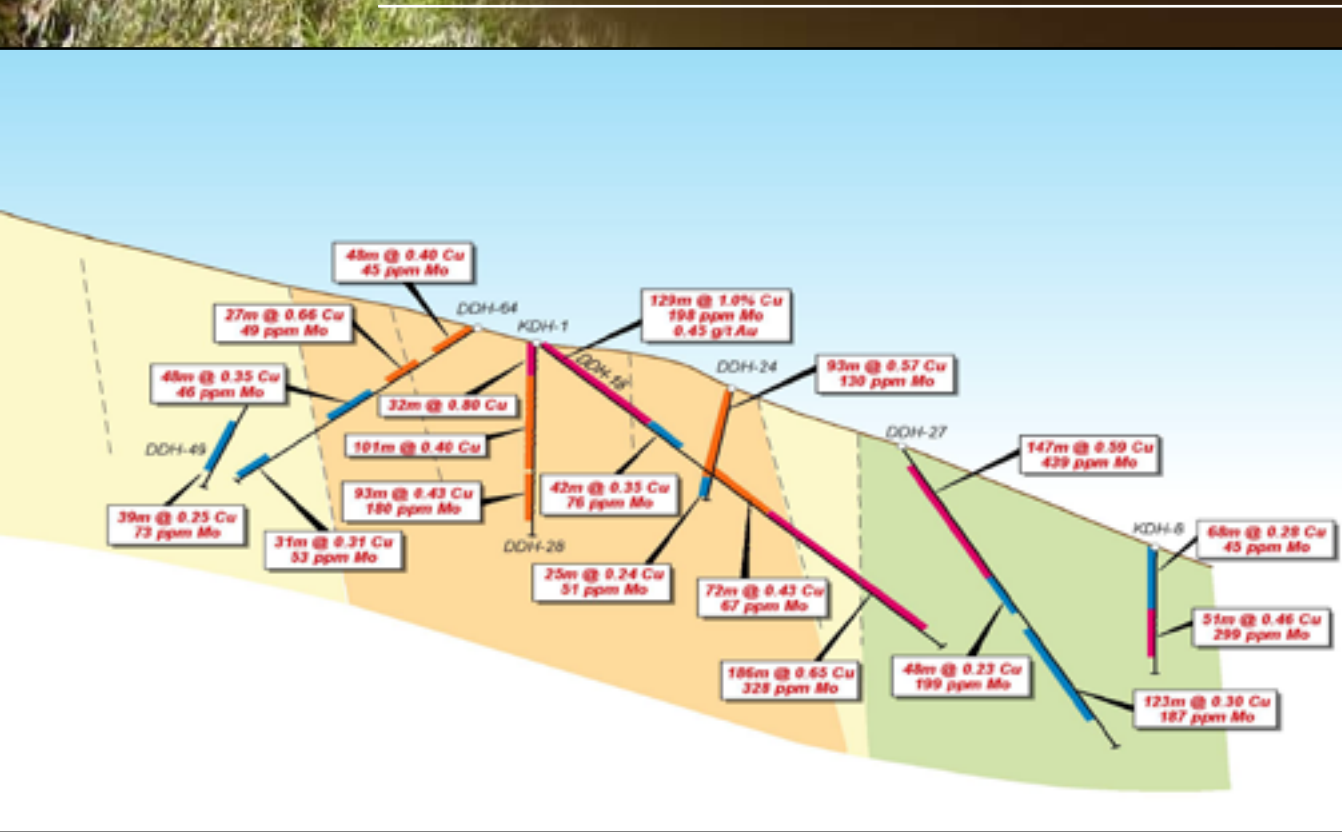 48m @ 0.40 Cu
45 ppm Mo
DDH-64
27m @ 0.66 Cu
49 ppm Mo
KDH-1
129m @ 1.0% Cu
198 ppm Mo
0.45 g/t Au
48m @ 0.35 Cu
46 ppm Mo
DDH-24
93m @ 0.57 Cu
130 ppm Mo
32m @ 0.80 Cu
DDH-49
101m @ 0.40 Cu
DDH-27
147m @ 0.59 Cu
439 ppm Mo
39m @ 0.25 Cu
73 ppm Mo
93m @ 0.43 Cu
180 ppm Mo
42m @ 0.35 Cu
76 ppm Mo
31m @ 0.31 Cu
53 ppm Mo
DDH-28
25m @ 0.24 Cu
51 ppm Mo
72m @ 0.43 Cu
67 ppm Mo
68m @ 0.28 Cu
45 ppm Mo
51m @ 0.46 Cu
299 ppm Mo
186m @ 0.65 Cu
328 ppm Mo
48m @ 0.23 Cu
199 ppm Mo
123m @ 0.30 Cu
187 ppm Mo